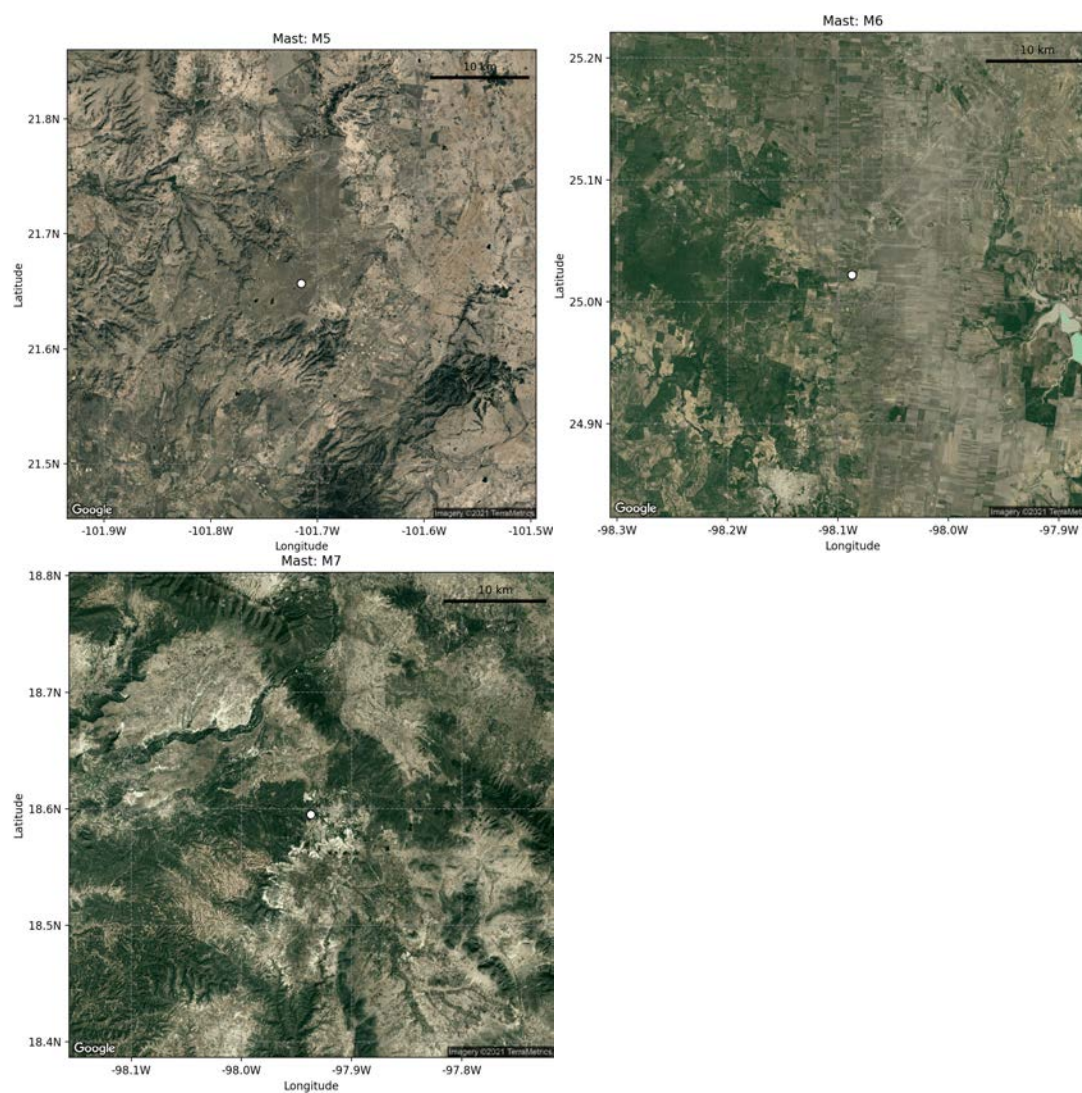 Mast: M5
10 km
21.8N
21.7N
21.6N
21.5N
Latitude
Google
Imagery ©2021 TerraMetrics
-101.9W
-101.8W
-101.7W
-101.6W
-101.5W
Longitude
Mast: M6
10 km
25.2N
25.1N
25.0N
24.9N
Latitude
Google
Imagery ©2021 TerraMetrics
-98.3W
-98.2W
-98.1W
-98.0W
-97.9W
Longitude
Mast: M7
10 km
18.8N
18.7N
18.6N
18.5N
18.4N
Latitude
Google
Imagery ©2021 TerraMetrics
-98.1W
-98.0W
-97.9W
-97.8W
Longitude